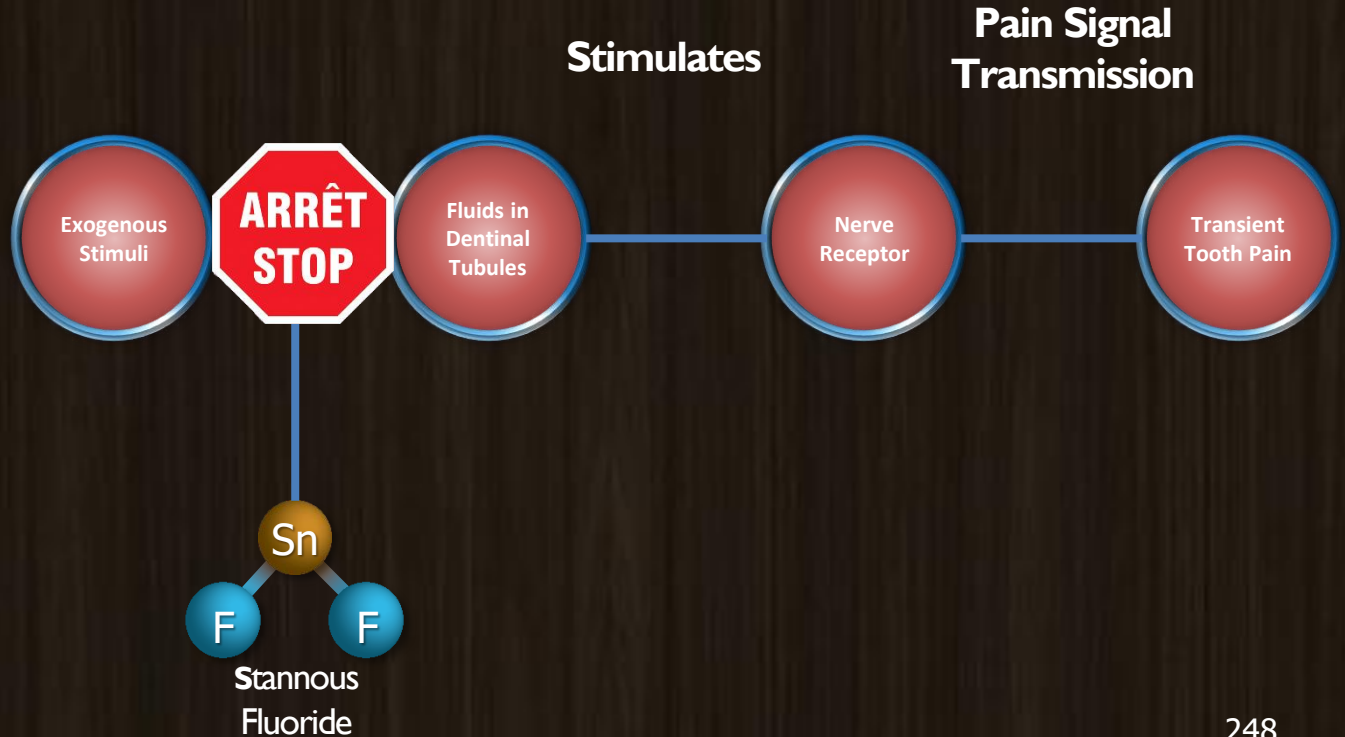 Stimulates
Pain Signal
Transmission
Exogenous
Stimuli
ARRÊT
STOP
Fluids in
Dentinal
Tubules
Nerve
Receptor
Transient
Tooth Pain
Sn
F
F
Stannous
Fluoride
248